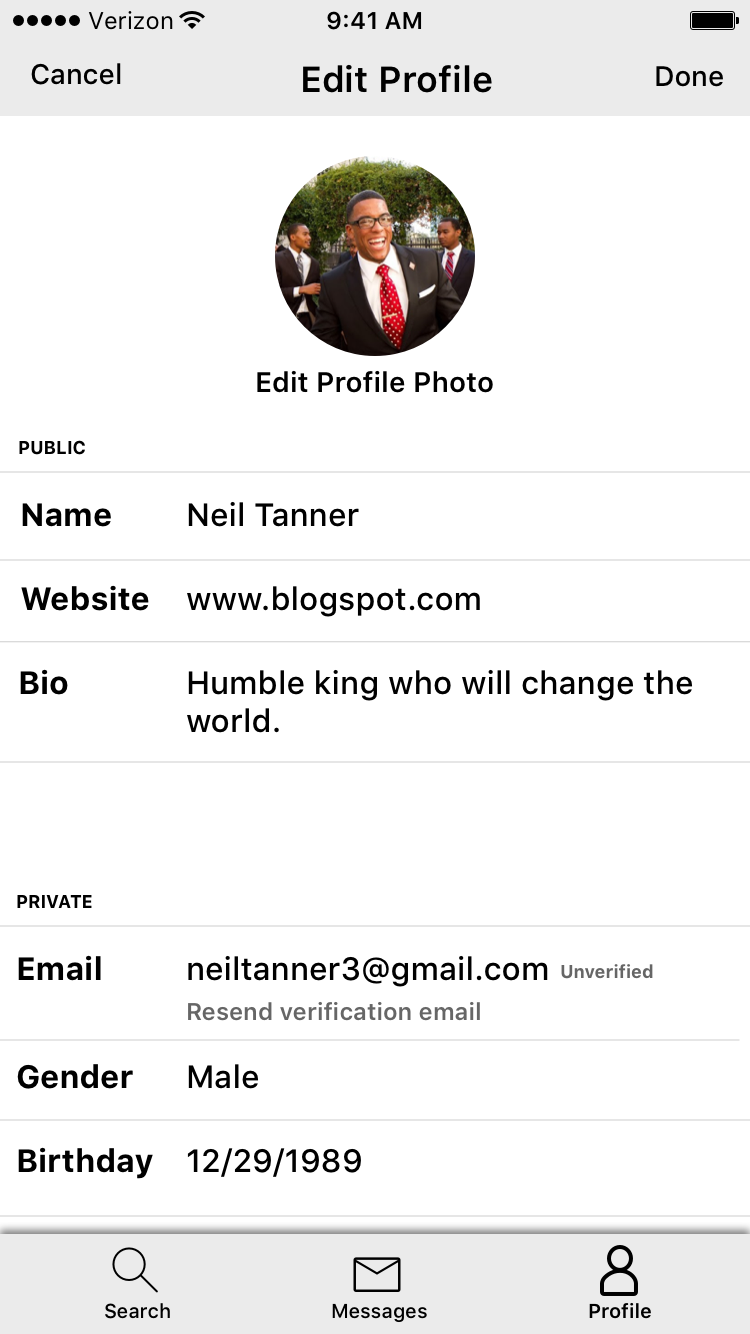 Verizon 9:41 AM
Cancel Edit Profile Done
Edit Profile Photo
PUBLIC
Name Neil Tanner
Website www.blogspot.com
Bio Humble king who will change the
world.
PRIVATE
Email neiltanner3@gmail.com Unverified
Resend verification email
Gender Male
Birthday 12/29/1989
Search Messages Profile